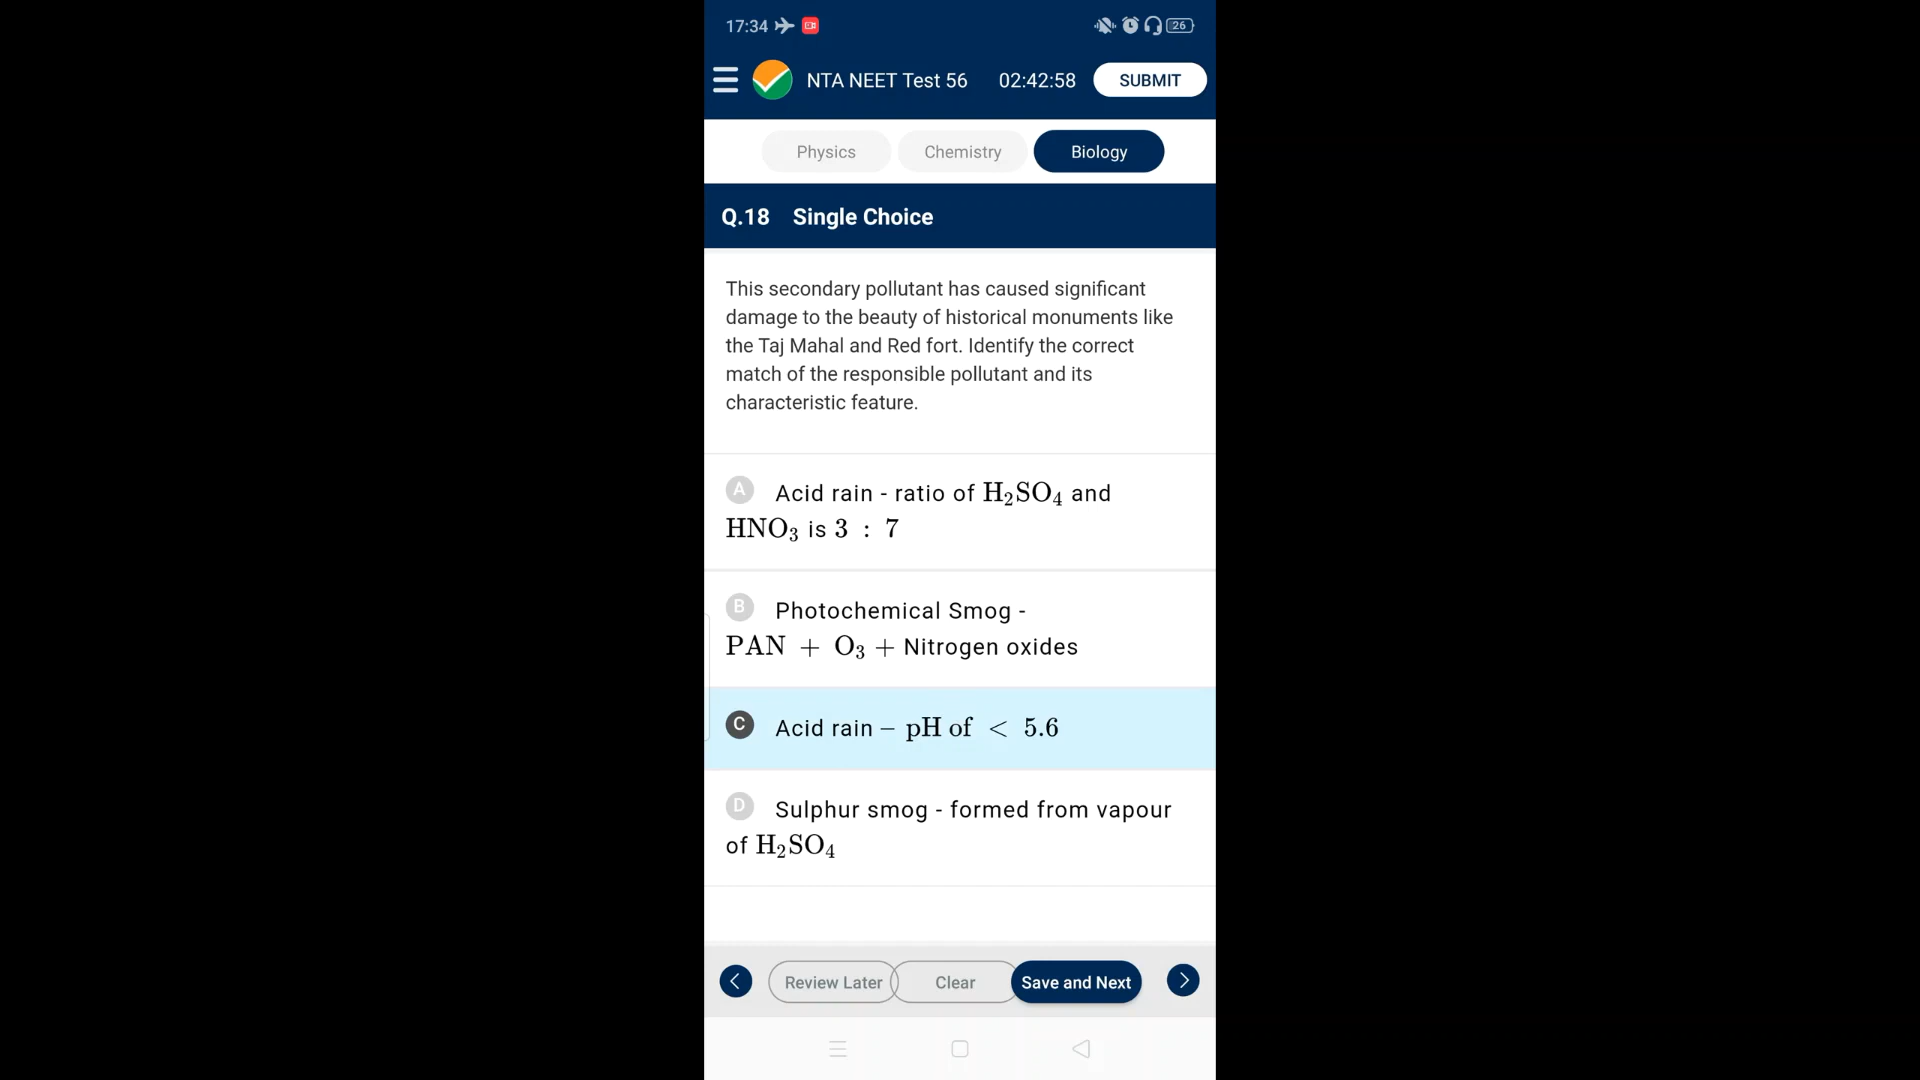 17:34 26
NTA NEET Test 56 02:42:58 SUBMIT
Physics Chemistry Biology
Q.18 Single Choice
This secondary pollutant has caused significant
damage to the beauty of historical monuments like
the Taj Mahal and Red fort. Identify the correct
match of the responsible pollutant and its
characteristic feature.
A Acid rain - ratio of H₂SO₄ and
HNO₃ is 3 : 7
B Photochemical Smog -
PAN + O₃ + Nitrogen oxides
C Acid rain – pH of < 5.6
D Sulphur smog - formed from vapour
of H₂SO₄
Review Later Clear Save and Next